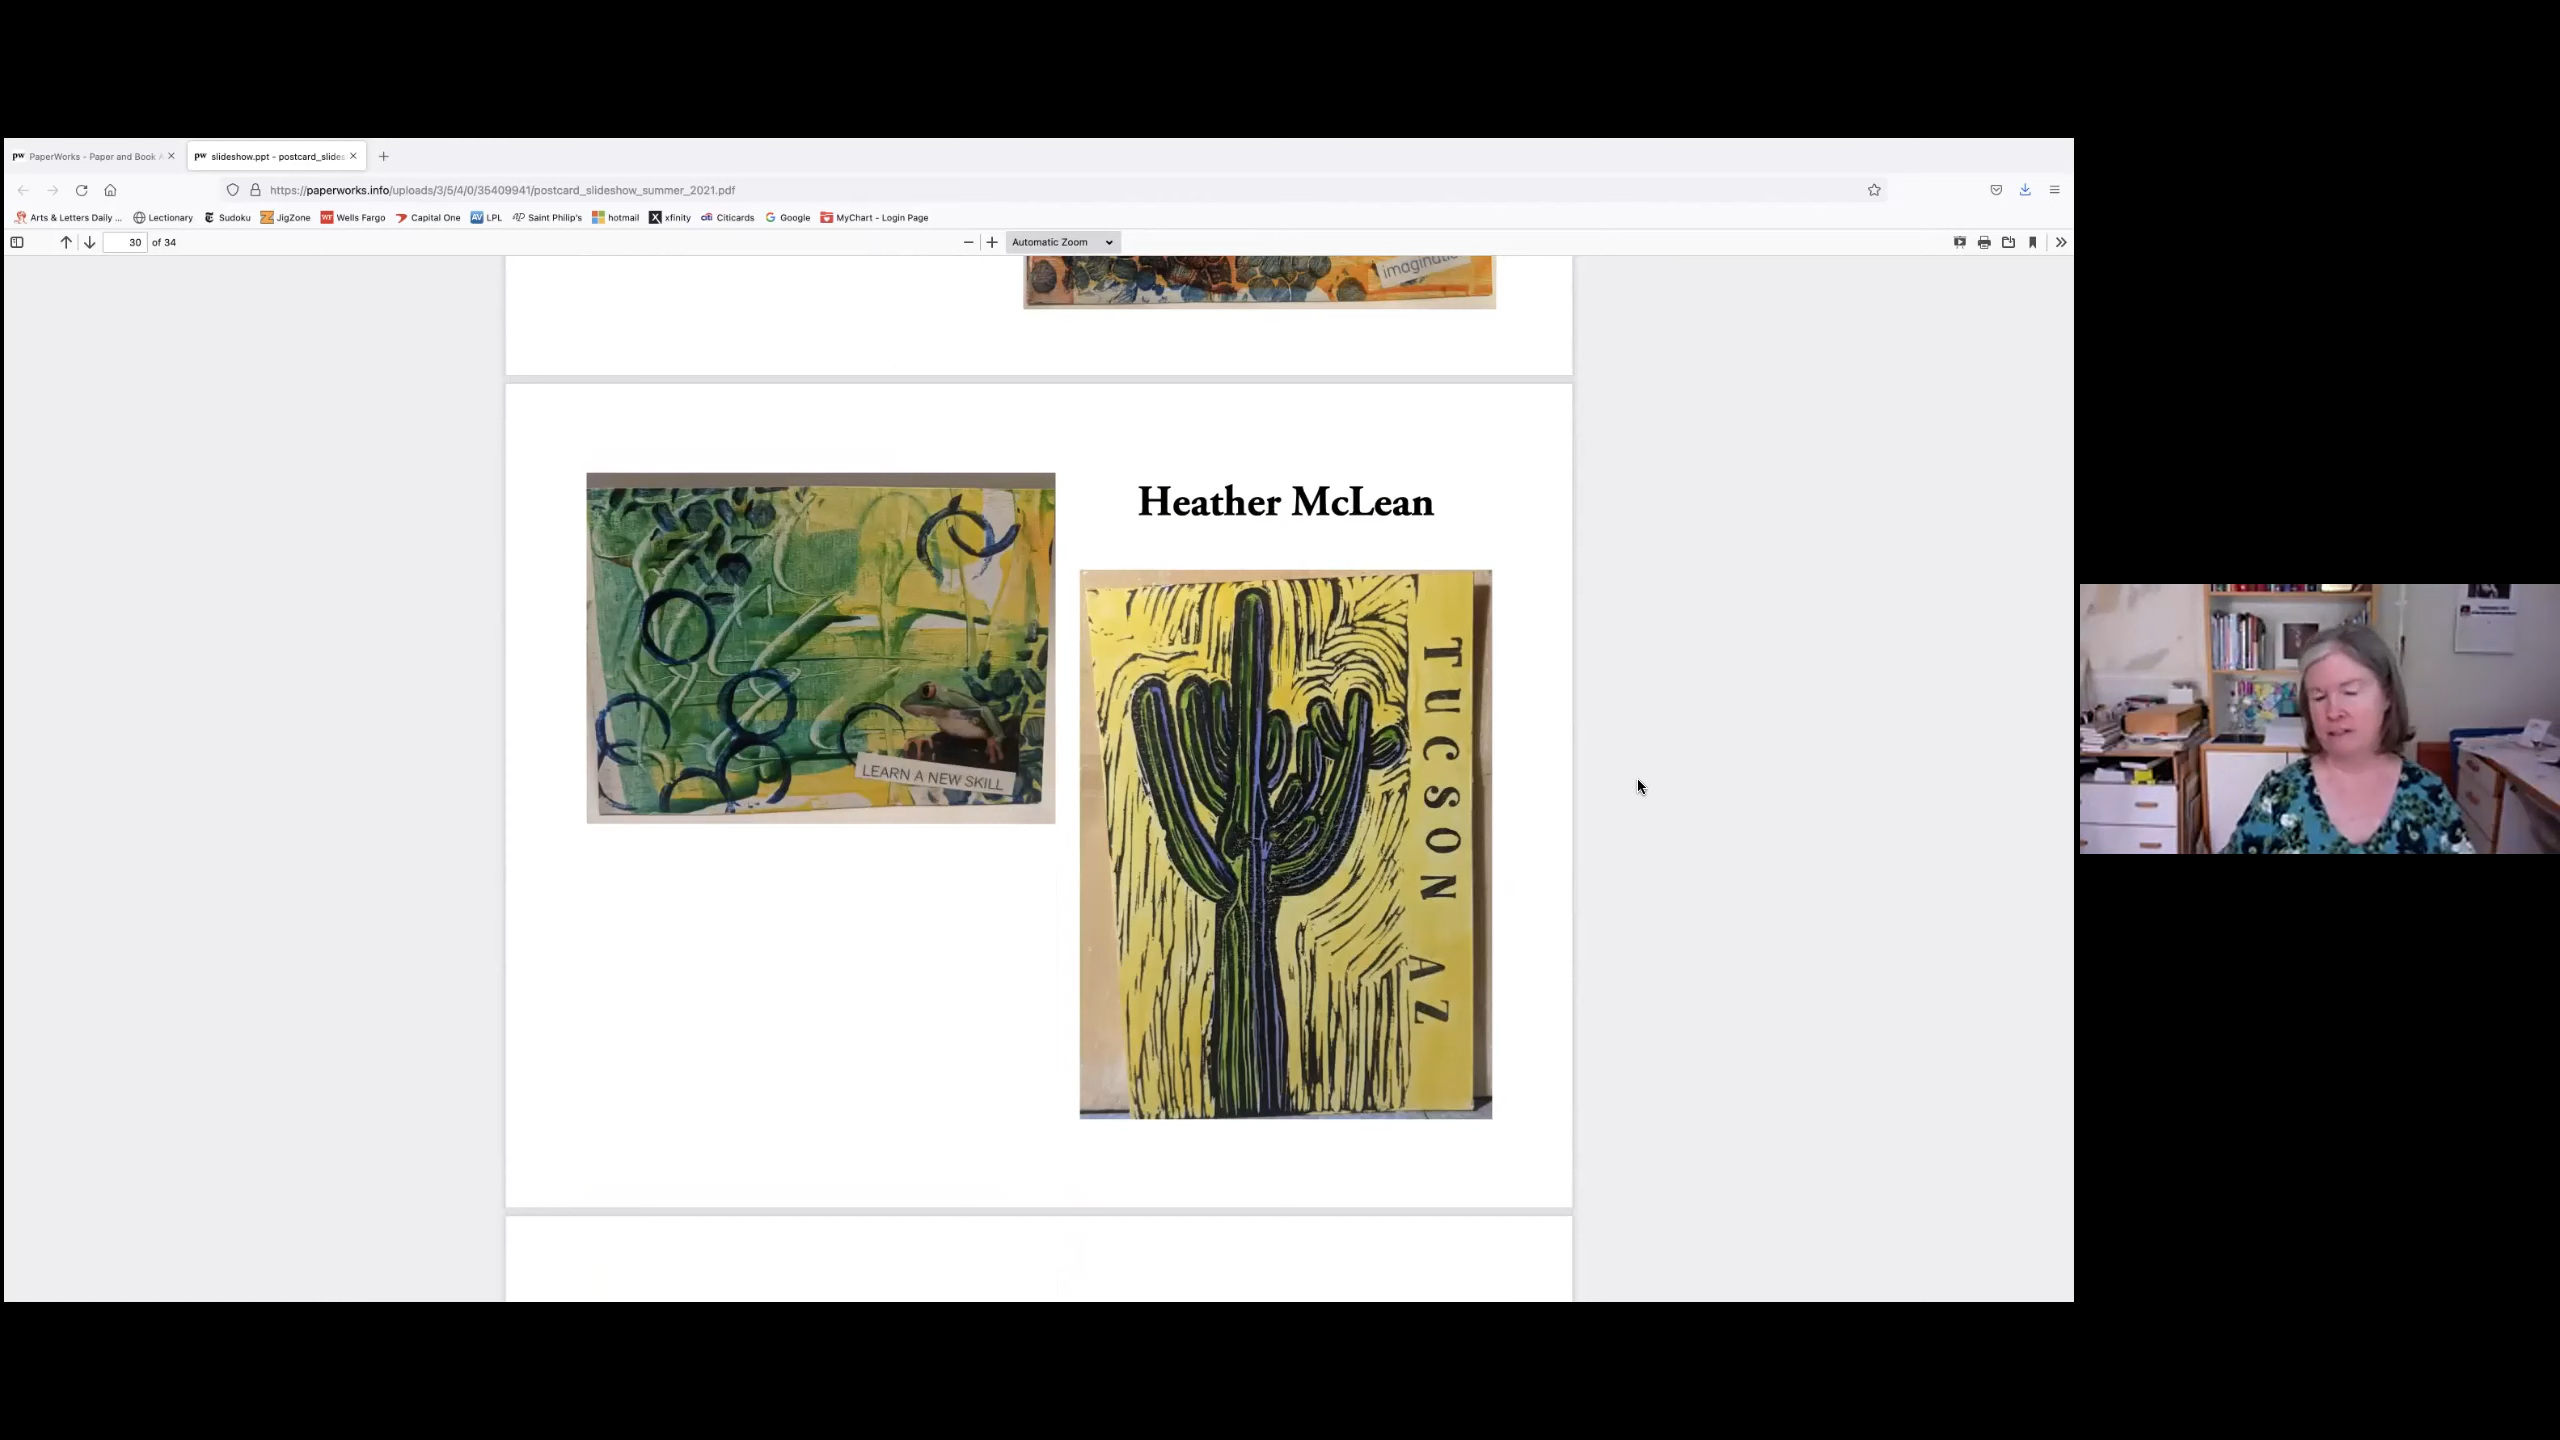 PaperWorks - Paper and Book A
slideshow.ppt - postcard_slides
https://paperworks.info/uploads/3/5/4/0/35409941/postcard_slideshow_summer_2021.pdf
Arts & Letters Daily ... Lectionary Sudoku JigZone Wells Fargo Capital One LPL Saint Philip's hotmail xfinity Citicards Google MyChart - Login Page
30 of 34
Automatic Zoom
Heather McLean
LEARN A NEW SKILL
TUCSON AZ